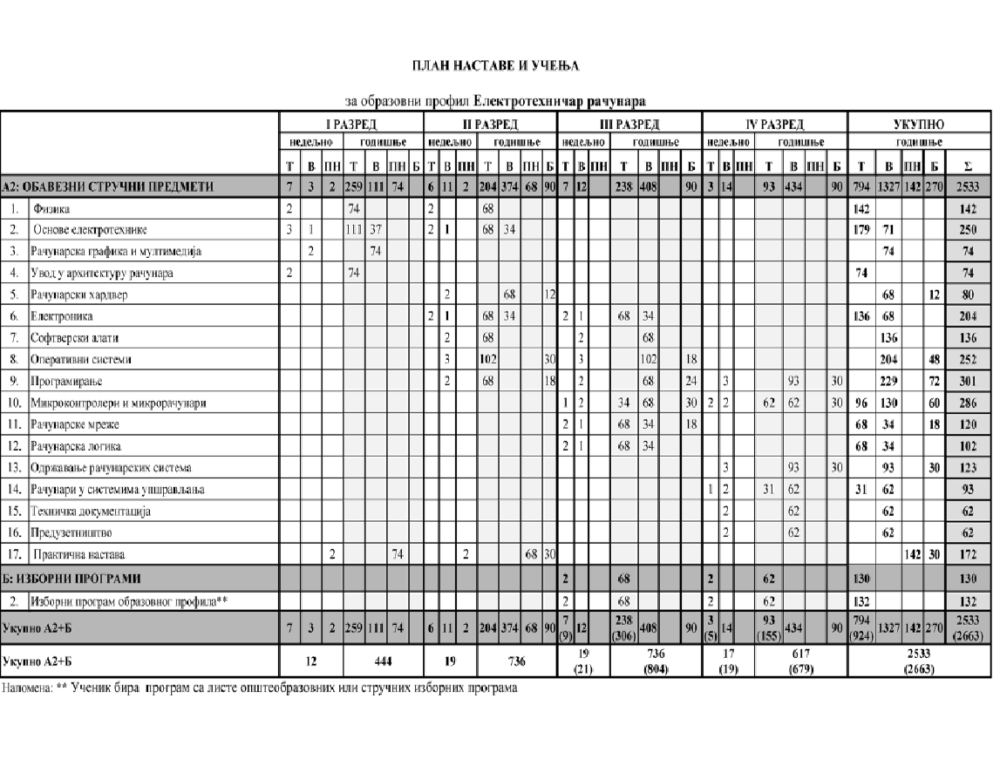 ПЛАН НАСТАВЕ И УЧЕЊА
за образовни профил Електротехничар рачунара
I РАЗРЕД II РАЗРЕД III РАЗРЕД IV РАЗРЕД УКУПНО
недељно годишње недељно годишње недељно годишње недељно годишње годишње
Т В ПН Т В ПН Б Т В ПН Т В ПН Б Т В ПН Т В ПН Б Т В ПН Т В ПН Б Т В ПН Б Σ
А2: ОБАВЕЗНИ СТРУЧНИ ПРЕДМЕТИ 7 3 2 259 111 74 6 11 2 204 374 68 90 7 12 238 408 90 3 14 93 434 90 794 1327 142 270 2533
1. Физика 2 74 2 68 142 142
2. Основе електротехнике 3 1 111 37 2 1 68 34 179 71 250
3. Рачунарска графика и мултимедија 2 74 74 74
4. Увод у архитектуру рачунара 2 74 74 74
5. Рачунарски хардвер 2 68 12 68 12 80
6. Електроника 2 1 68 34 2 1 68 34 136 68 204
7. Софтверски алати 2 68 2 68 136 136
8. Оперативни системи 3 102 30 3 102 18 204 48 252
9. Програмирање 2 68 18 2 68 24 3 93 30 229 72 301
10. Микроконтролери и микрорачунари 1 2 34 68 30 2 2 62 62 30 96 130 60 286
11. Рачунарске мреже 2 1 68 34 18 68 34 18 120
12. Рачунарска логика 2 1 68 34 68 34 102
13. Одржавање рачунарских система 3 93 30 93 30 123
14. Рачунари у системима упшрављања 1 2 31 62 31 62 93
15. Техничка документација 2 62 62 62
16. Предузетништво 2 62 62 62
17. Практична настава 2 74 2 68 30 142 30 172
Б: ИЗБОРНИ ПРОГРАМИ 2 68 2 62 130 130
2. Изборни програм образовног профила** 2 68 2 62 132 132
Укупно А2+Б 7 3 2 259 111 74 6 11 2 204 374 68 90 7 (9) 12 238 (306) 408 90 3 (5) 14 93 (155) 434 90 794 (924) 1327 142 270 2533 (2663)
Укупно А2+Б 12 444 19 736 19 (21) 736 (804) 17 (19) 617 (679) 2533 (2663)
Напомена: ** Ученик бира програм са листе општеобразовних или стручних изборних програма